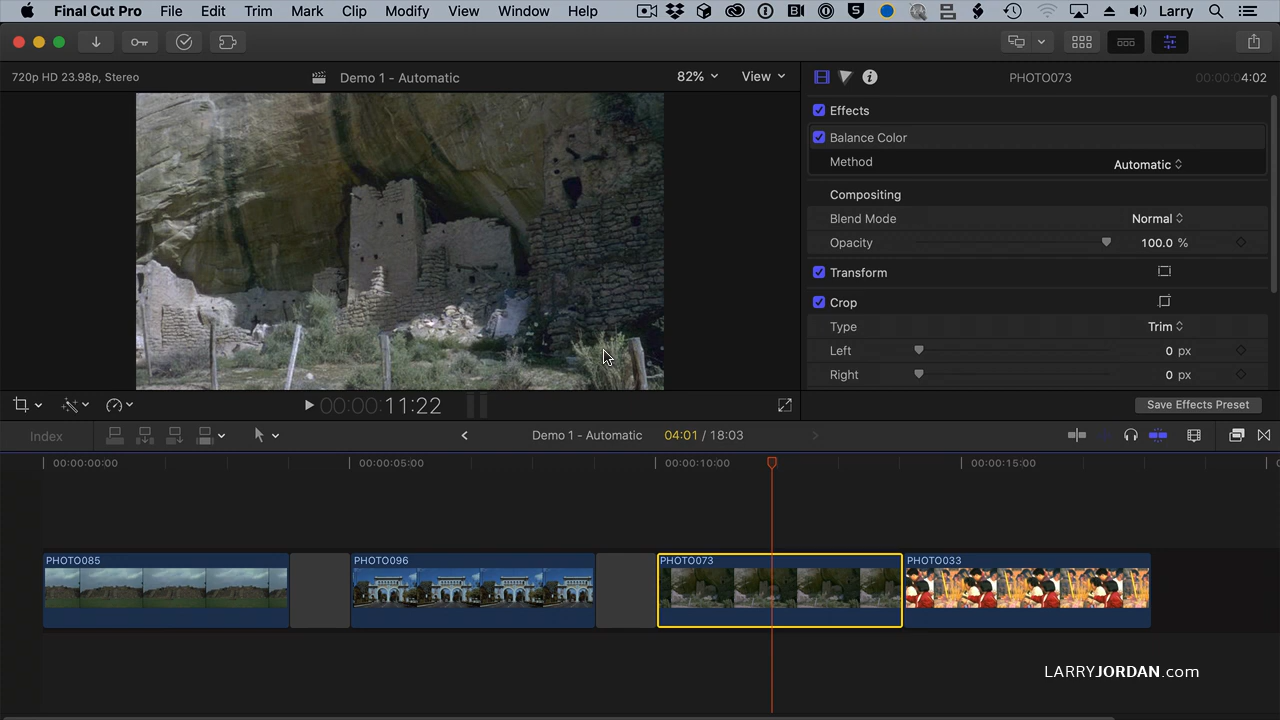 Final Cut Pro File Edit Trim Mark Clip Modify View Window Help Larry
720p HD 23.98p, Stereo Demo 1 - Automatic 82% View PHOTO073 00:00:04:02
Effects
Balance Color
Method Automatic
Compositing
Blend Mode Normal
Opacity 100.0 %
Transform
Crop
Type Trim
Left 0 px
Right 0 px
00:00:00:11:22 Save Effects Preset
Index Demo 1 - Automatic 04:01 / 18:03
00:00:00:00 00:00:05:00 00:00:10:00 00:00:15:00
PHOTO085 PHOTO096 PHOTO073 PHOTO033
LARRYJORDAN.com